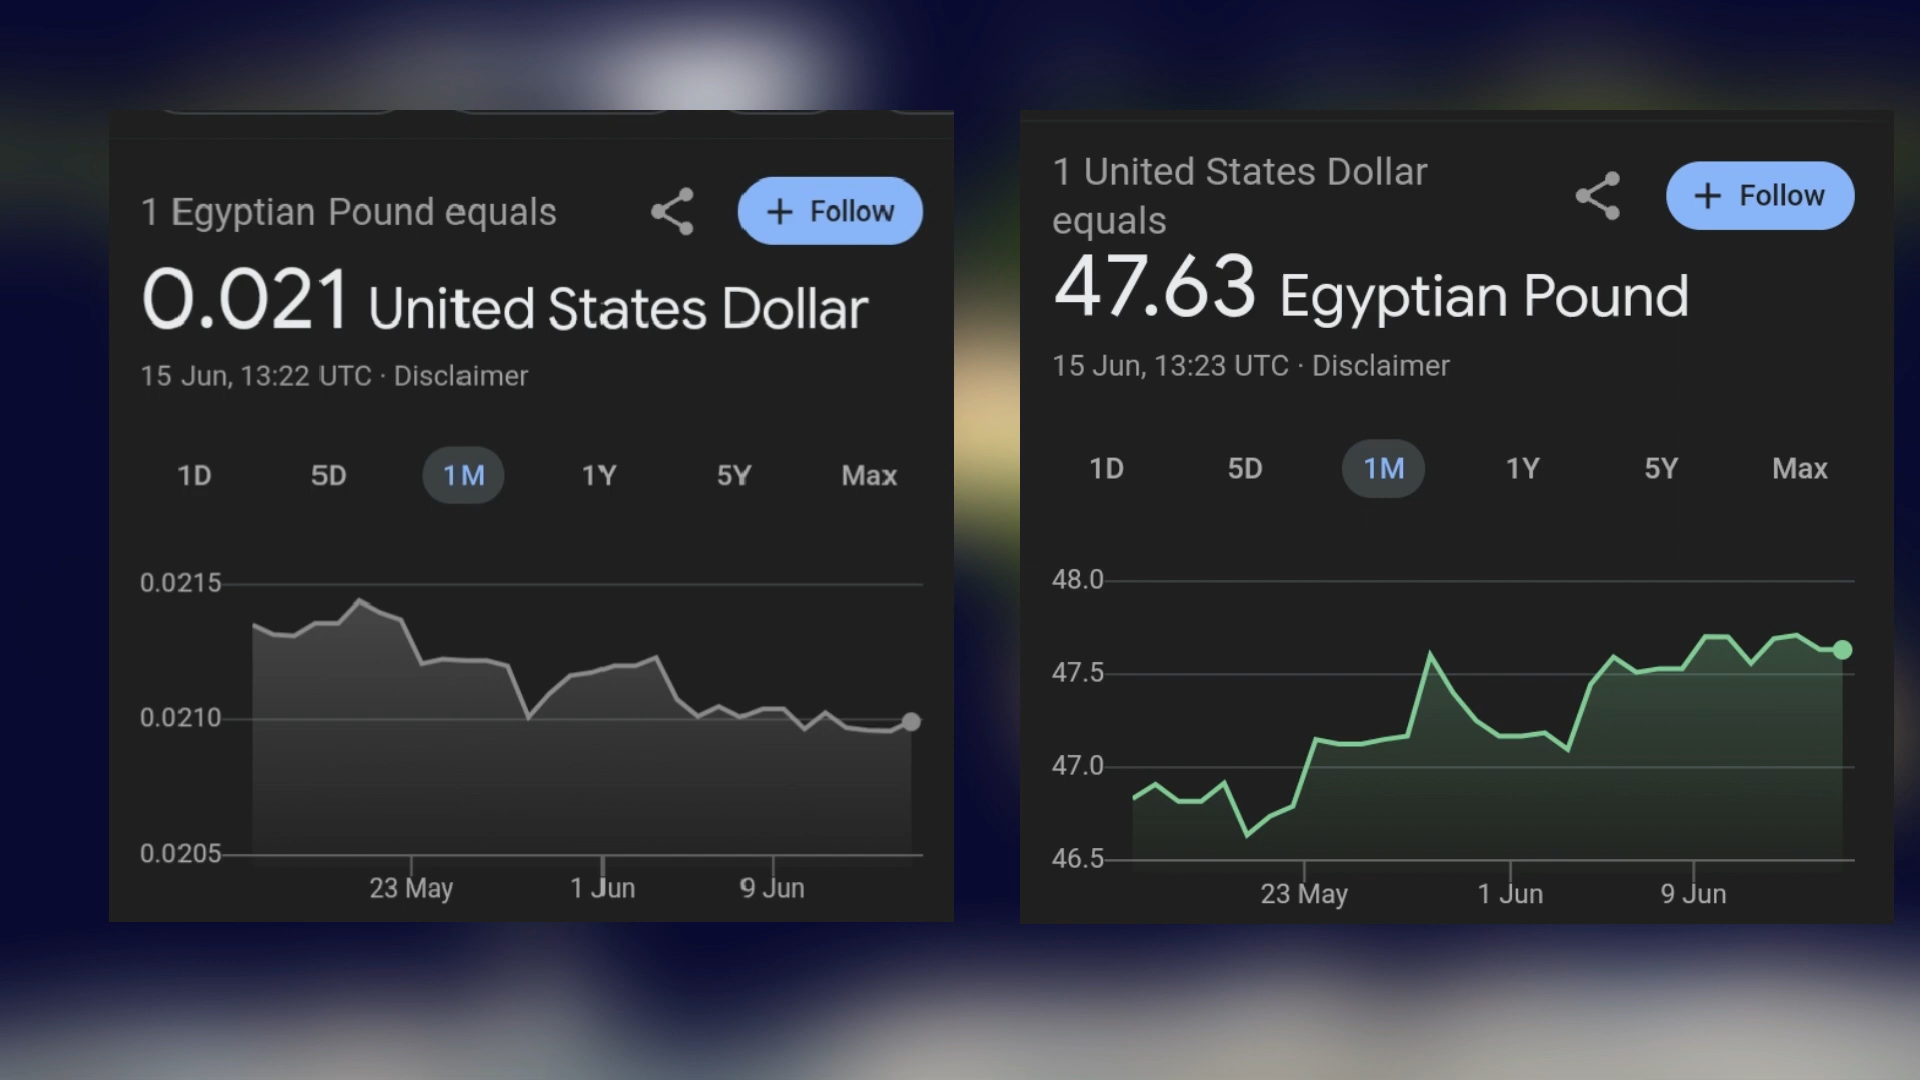 1 Egyptian Pound equals
+ Follow
0.021 United States Dollar
15 Jun, 13:22 UTC · Disclaimer
1D 5D 1M 1Y 5Y Max
0.0215
0.0210
0.0205
23 May 1 Jun 9 Jun
1 United States Dollar
equals
+ Follow
47.63 Egyptian Pound
15 Jun, 13:23 UTC · Disclaimer
1D 5D 1M 1Y 5Y Max
48.0
47.5
47.0
46.5
23 May 1 Jun 9 Jun